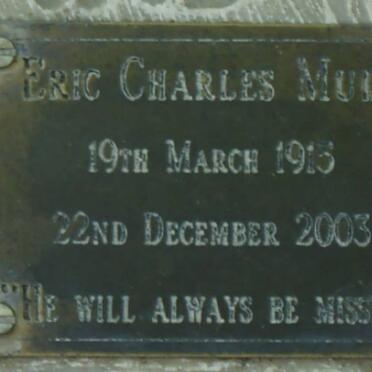 Eric Charles
19th March 1915
22nd December 2003
"He will always be